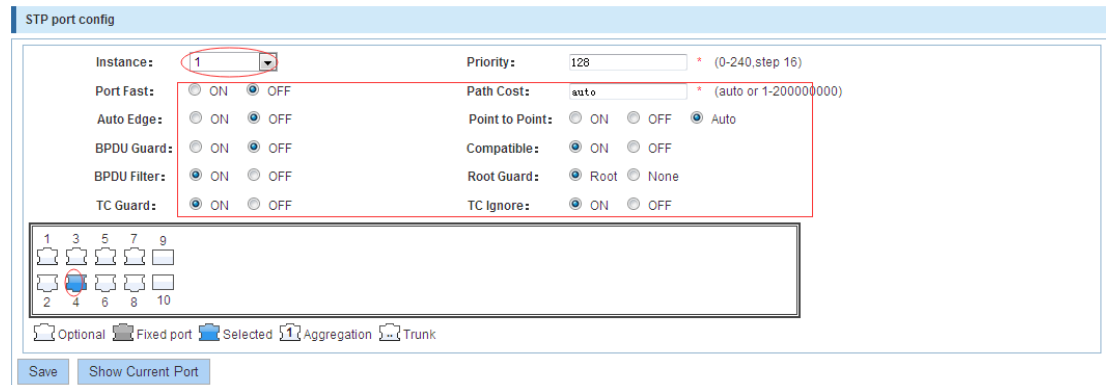 STP port config
Instance: 1 Priority: 128 * (0-240,step 16)
Port Fast: ON OFF Path Cost: auto * (auto or 1-200000000)
Auto Edge: ON OFF Point to Point: ON OFF Auto
BPDU Guard: ON OFF Compatible: ON OFF
BPDU Filter: ON OFF Root Guard: Root None
TC Guard: ON OFF TC Ignore: ON OFF
1 3 5 7 9
2 4 6 8 10
Optional Fixed port Selected 1 Aggregation .. Trunk
Save Show Current Port